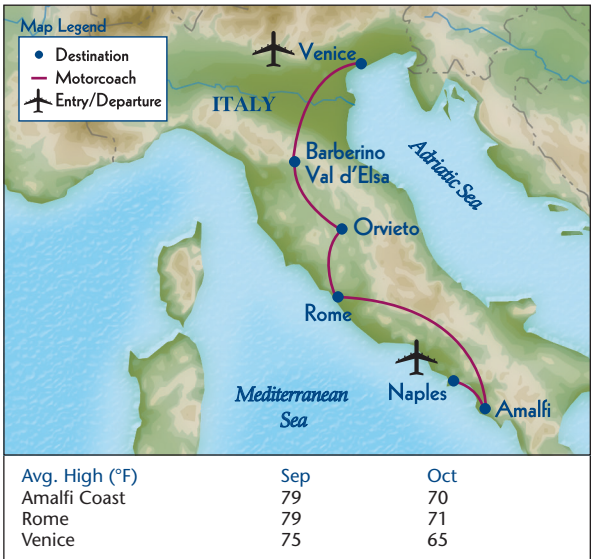 Map Legend
Destination
Motorcoach
Entry/Departure
Venice
ITALY
Barberino
Val d'Elsa
Adriatic Sea
Orvieto
Rome
Naples
Amalfi
Mediterranean
Sea
Avg. High (°F) Sep Oct
Amalfi Coast 79 70
Rome 79 71
Venice 75 65